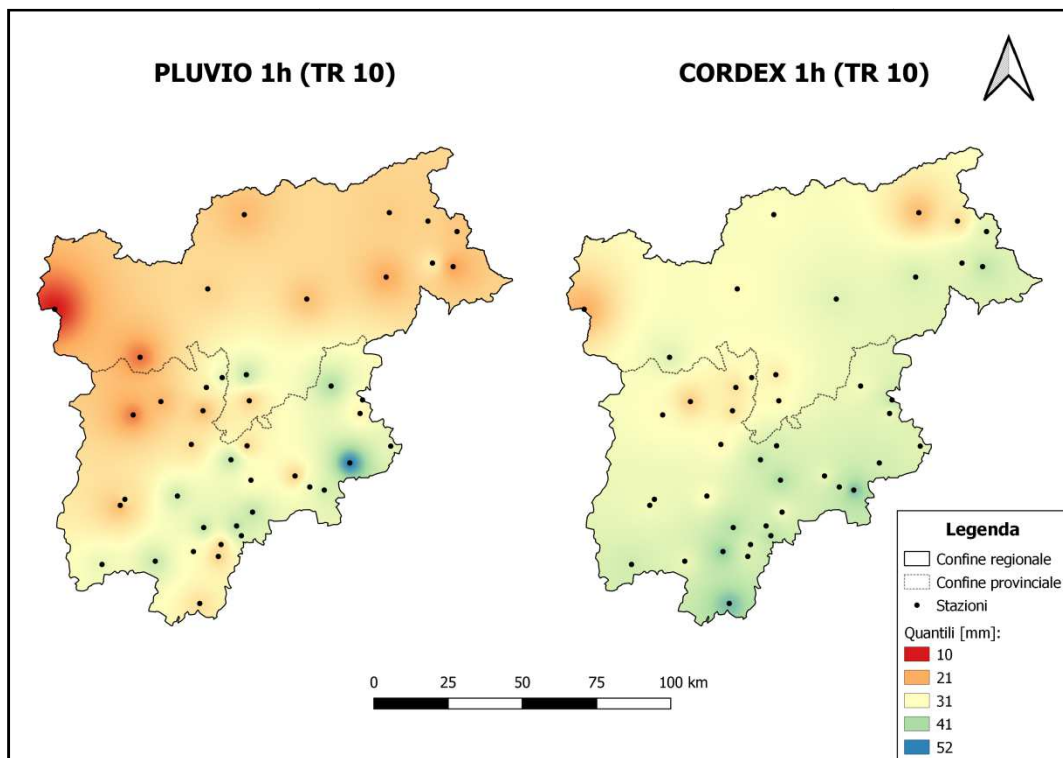 PLUVIO 1h (TR 10)
CORDEX 1h (TR 10)
Legenda
Confine regionale
Confine provinciale
Stazioni
Quantili [mm]:
10
21
31
41
52
0 25 50 75 100 km